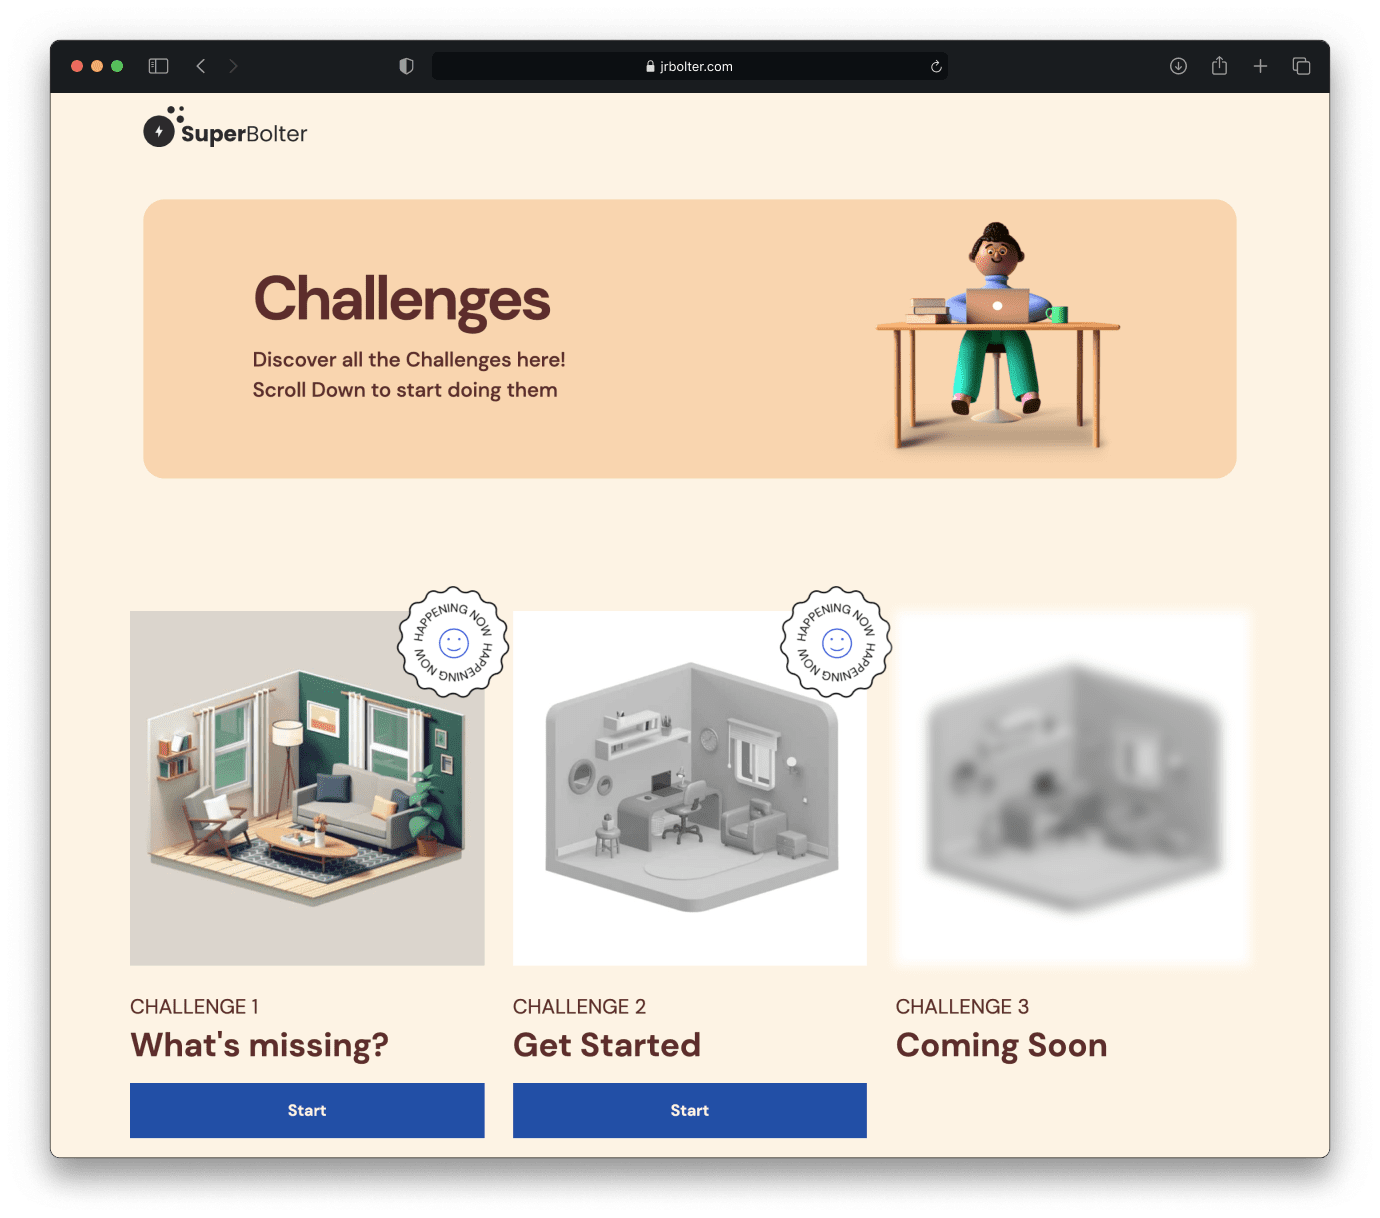 jrbolter.com
SuperBolter
Challenges
Discover all the Challenges here!
Scroll Down to start doing them
HAPPENING NOW HAPPENING NOW
HAPPENING NOW HAPPENING NOW
CHALLENGE 1
What's missing?
Start
CHALLENGE 2
Get Started
Start
CHALLENGE 3
Coming Soon